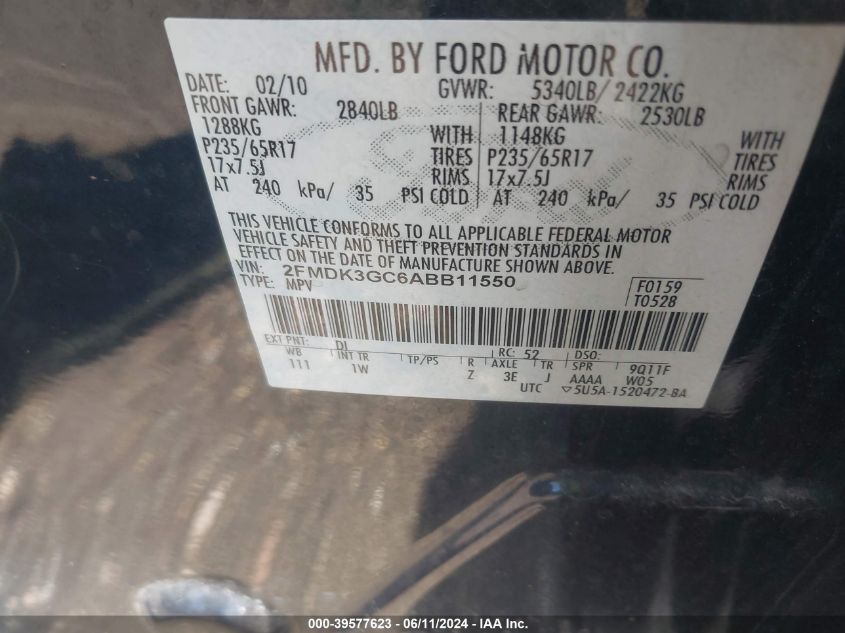 MFD. BY FORD MOTOR CO.
DATE: 02/10 GVWR: 5340LB/ 2422KG
FRONT GAWR: 2840LB REAR GAWR: 2530LB
1288KG WITH 1148KG WITH
P235/65R17 TIRES P235/65R17 TIRES
17x7.5J RIMS 17x7.5J RIMS
AT 240 kPa/ 35 PSI COLD AT 240 kPa/ 35 PSI COLD
THIS VEHICLE CONFORMS TO ALL APPLICABLE FEDERAL MOTOR
VEHICLE SAFETY AND THEFT PREVENTION STANDARDS IN
EFFECT ON THE DATE OF MANUFACTURE SHOWN ABOVE.
VIN: 2FMDK3GC6ABB11550 F0159
TYPE: MPV T0528
EXT PNT: DI RC: 52 DSO:
WB INT TR TP/PS R AXLE TR SPR 9Q11F
111 1W Z 3E J AAAA W05
UTC ▽5U5A-1520472-BA
000-39577623 - 06/11/2024 - IAA Inc.